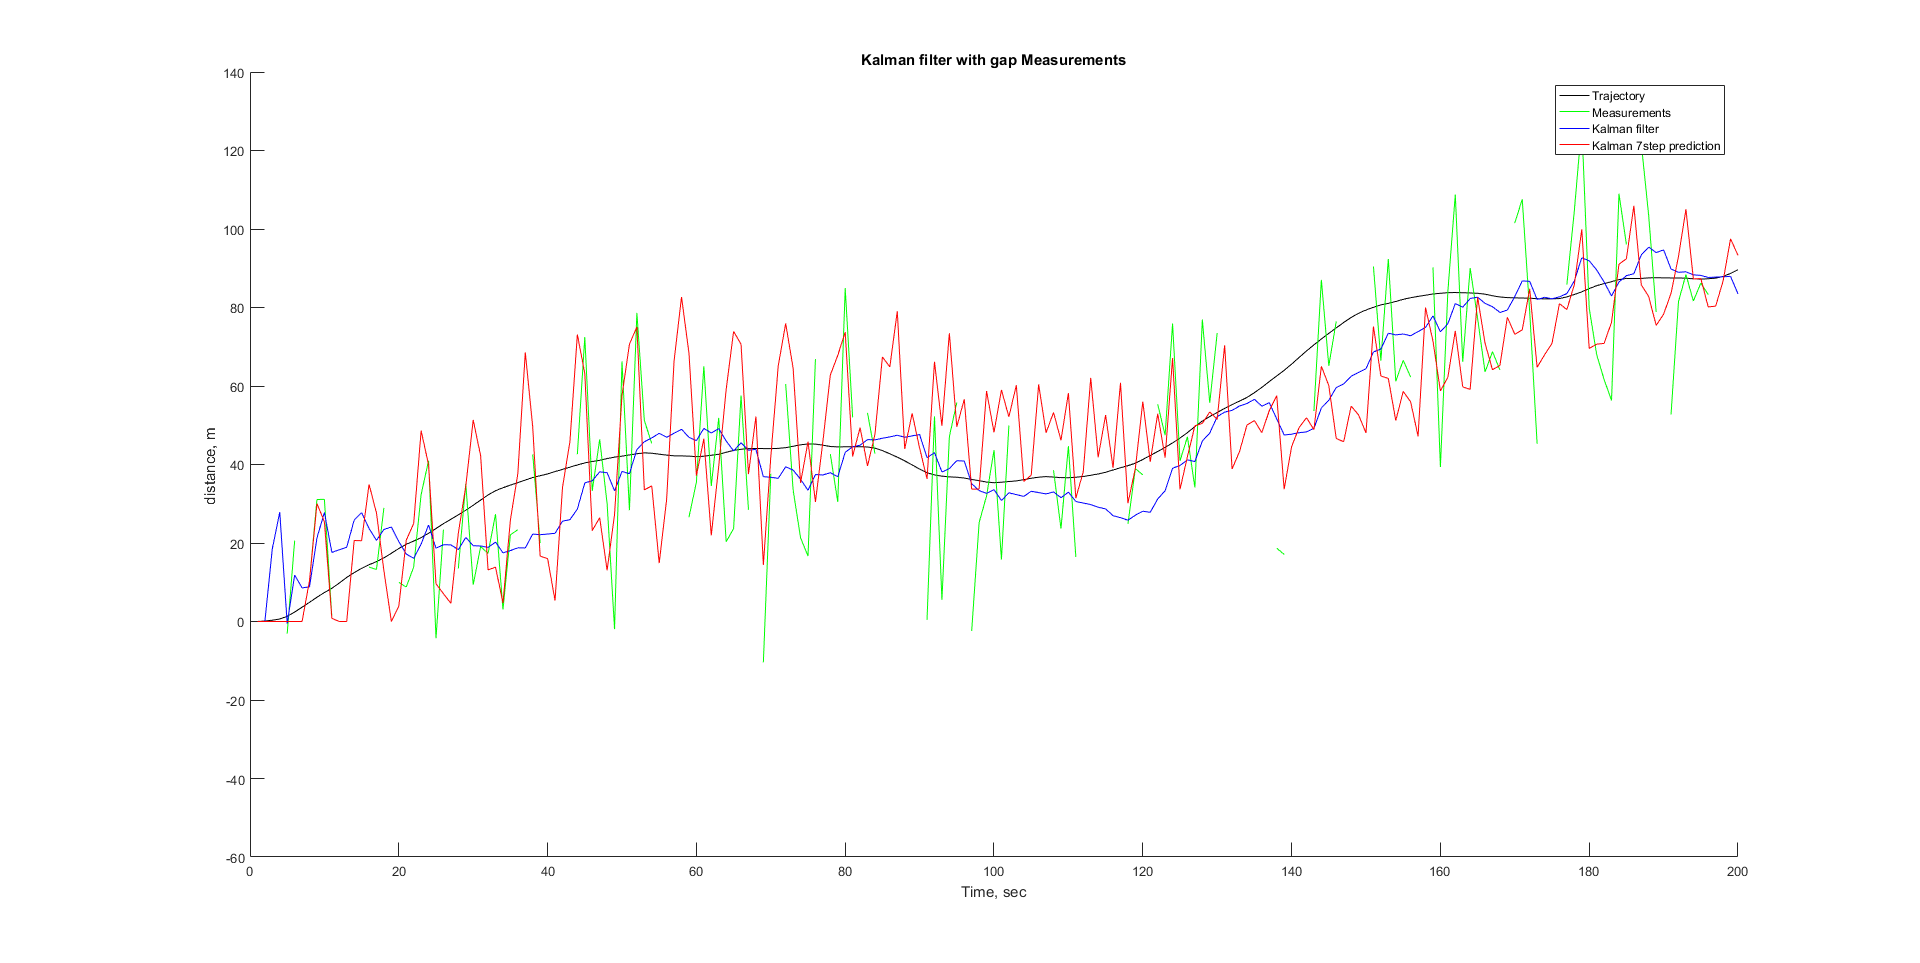 Kalman filter with gap Measurements
140
120
100
80
60
40
20
0
-20
-40
-60
distance, m
Trajectory
Measurements
Kalman filter
Kalman 7step prediction
0 20 40 60 80 100 120 140 160 180 200
Time, sec